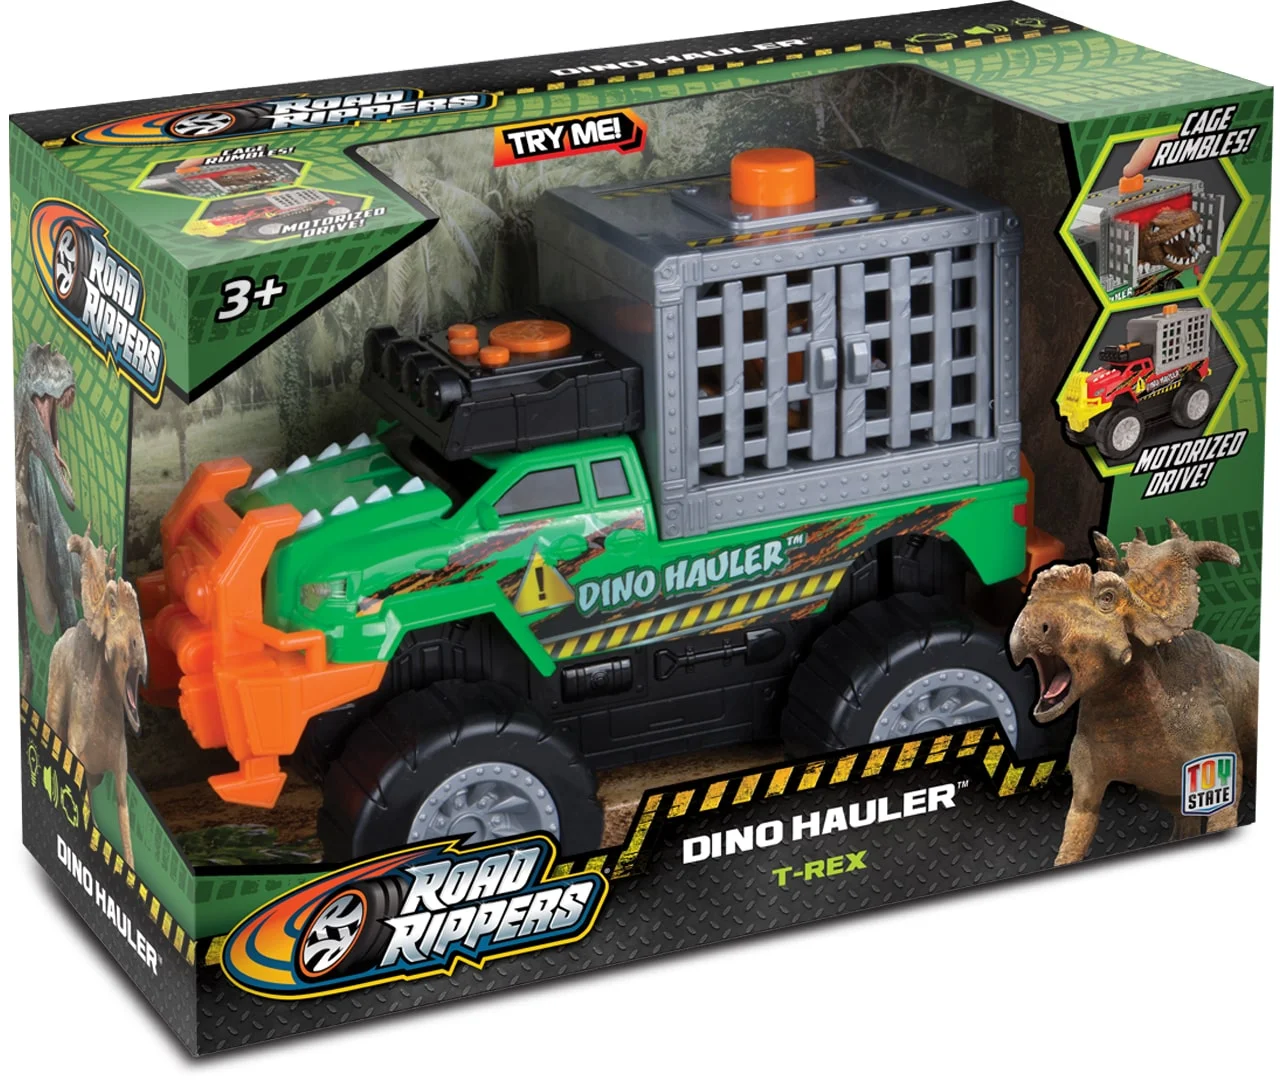 DINO HAULER™
ROAD
RIPPERS
CAGE
RUMBLES!
MOTORIZED
DRIVE!
3+
TRY ME!
ROAD
RIPPERS
CAGE
RUMBLES!
MOTORIZED
DRIVE!
DINO HAULER™
TOY
STATE
DINO HAULER™
T-REX
ROAD
RIPPERS®
DINO HAULER™